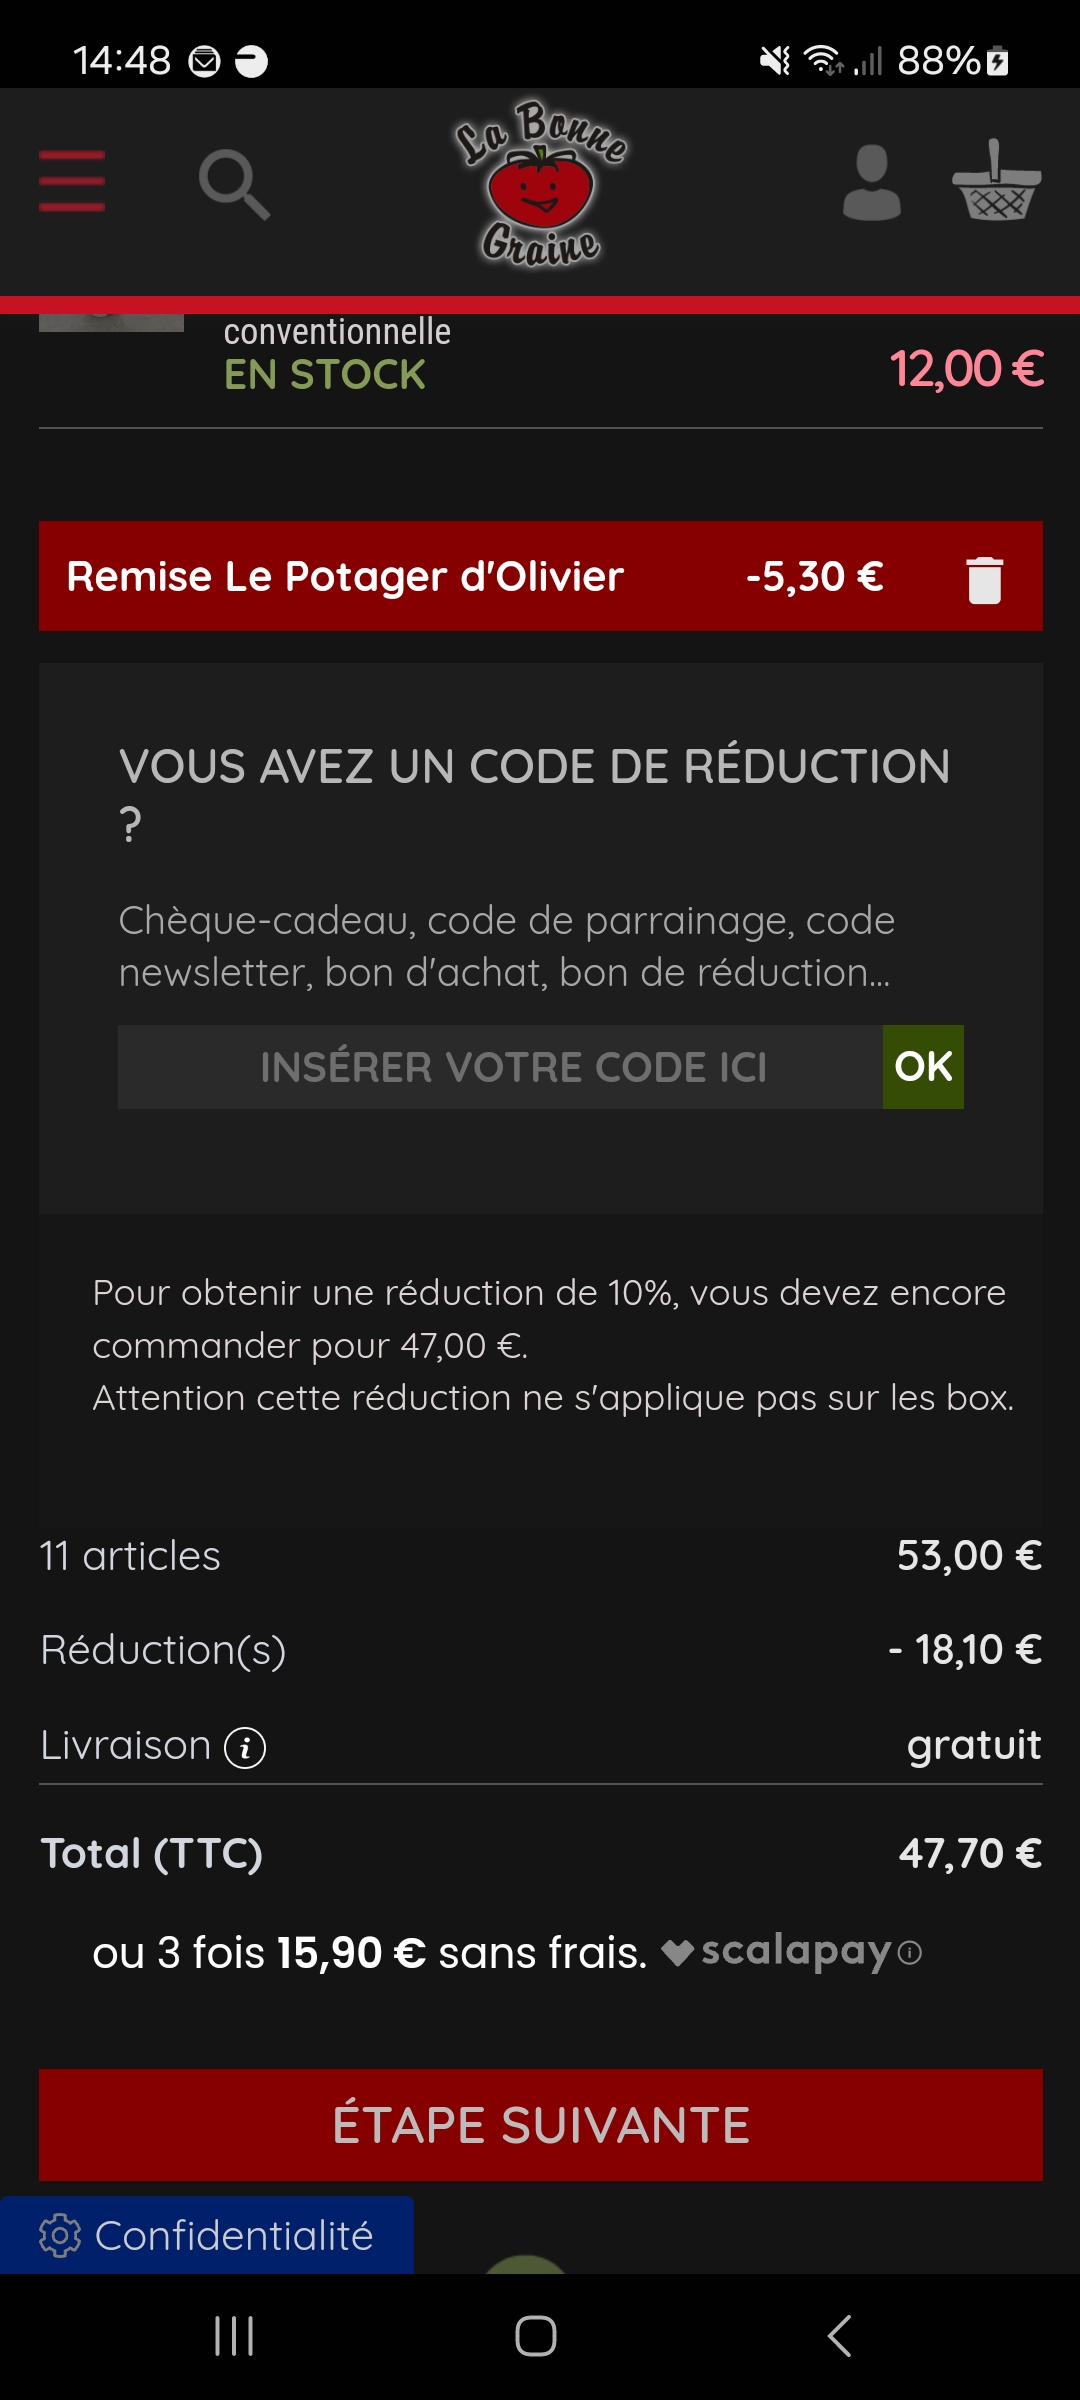 14:48
88%
La Bonne
Graine
conventionnelle
EN STOCK
12,00 €
Remise Le Potager d'Olivier -5,30 €
VOUS AVEZ UN CODE DE RÉDUCTION
?
Chèque-cadeau, code de parrainage, code
newsletter, bon d'achat, bon de réduction...
INSÉRER VOTRE CODE ICI OK
Pour obtenir une réduction de 10%, vous devez encore
commander pour 47,00 €.
Attention cette réduction ne s'applique pas sur les box.
11 articles 53,00 €
Réduction(s) - 18,10 €
Livraison i gratuit
Total (TTC) 47,70 €
ou 3 fois 15,90 € sans frais. scalapay i
ÉTAPE SUIVANTE
Confidentialité